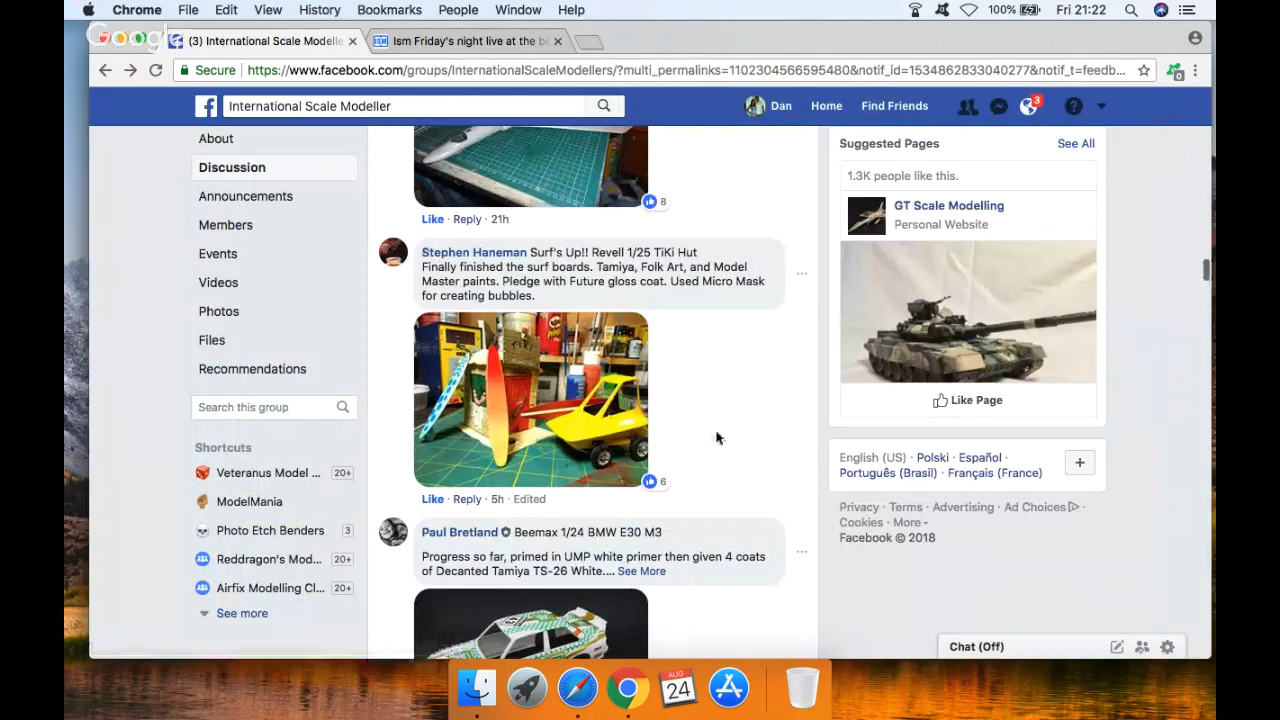 Chrome File Edit View History Bookmarks People Window Help 100% Fri 21:22
(3) International Scale Modelle
Ism Friday's night live at the be
Secure https://www.facebook.com/groups/InternationalScaleModellers/?multi_permalinks=1102304566595480&notif_id=1534862833040277&notif_t=feedb...
0
International Scale Modeller
Dan Home Find Friends 3
About
Discussion
Announcements
Members
Events
Videos
Photos
Files
Recommendations
Search this group
Shortcuts
Veteranus Model ... 20+
ModelMania
Photo Etch Benders 3
Reddragon's Mod... 20+
Airfix Modelling Cl... 20+
See more
8
Like · Reply · 21h
Stephen Haneman Surf's Up!! Revell 1/25 TiKi Hut
Finally finished the surf boards. Tamiya, Folk Art, and Model
Master paints. Pledge with Future gloss coat. Used Micro Mask
for creating bubbles.
6
Like · Reply · 5h · Edited
Paul Bretland Beemax 1/24 BMW E30 M3
Progress so far, primed in UMP white primer then given 4 coats
of Decanted Tamiya TS-26 White.... See More
Suggested Pages See All
1.3K people like this.
GT Scale Modelling
Personal Website
Like Page
English (US) · Polski · Español ·
Português (Brasil) · Français (France)
Privacy · Terms · Advertising · Ad Choices ·
Cookies · More
Facebook © 2018
Chat (Off)
AUG
24